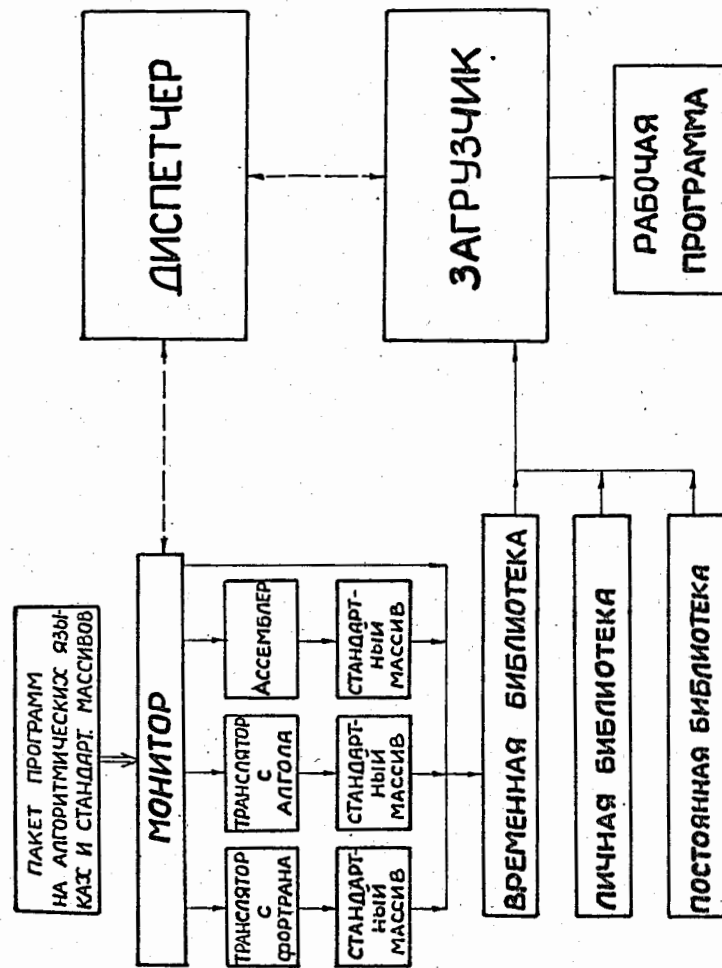 ПАКЕТ ПРОГРАММ
НА АЛГОРИТМИЧЕСКИХ ЯЗЫ-
КАХ И СТАНДАРТ. МАССИВОВ
МОНИТОР
ТРАНСЛЯТОР
С
ФОРТРАНА
ТРАНСЛЯТОР
С
АЛГОЛА
АССЕМБЛЕР
СТАНДАРТ-
НЫЙ
МАССИВ
СТАНДАРТ-
НЫЙ
МАССИВ
СТАНДАРТ-
НЫЙ
МАССИВ
ВРЕМЕННАЯ БИБЛИОТЕКА
ЛИЧНАЯ БИБЛИОТЕКА
ПОСТОЯННАЯ БИБЛИОТЕКА
ДИСПЕТЧЕР
ЗАГРУЗЧИК
РАБОЧАЯ
ПРОГРАММА